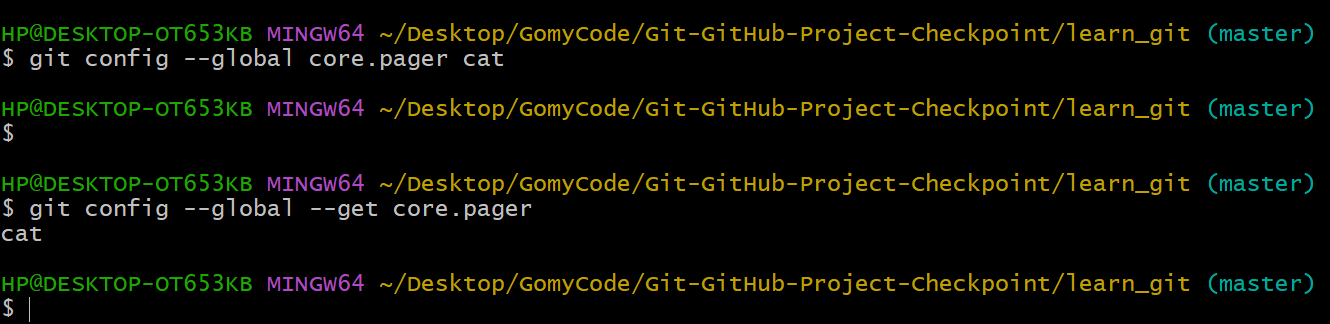 HP@DESKTOP-OT653KB MINGW64 ~/Desktop/GomyCode/Git-GitHub-Project-Checkpoint/learn_git (master)
$ git config --global core.pager cat
HP@DESKTOP-OT653KB MINGW64 ~/Desktop/GomyCode/Git-GitHub-Project-Checkpoint/learn_git (master)
$
HP@DESKTOP-OT653KB MINGW64 ~/Desktop/GomyCode/Git-GitHub-Project-Checkpoint/learn_git (master)
$ git config --global --get core.pager
cat
HP@DESKTOP-OT653KB MINGW64 ~/Desktop/GomyCode/Git-GitHub-Project-Checkpoint/learn_git (master)
$